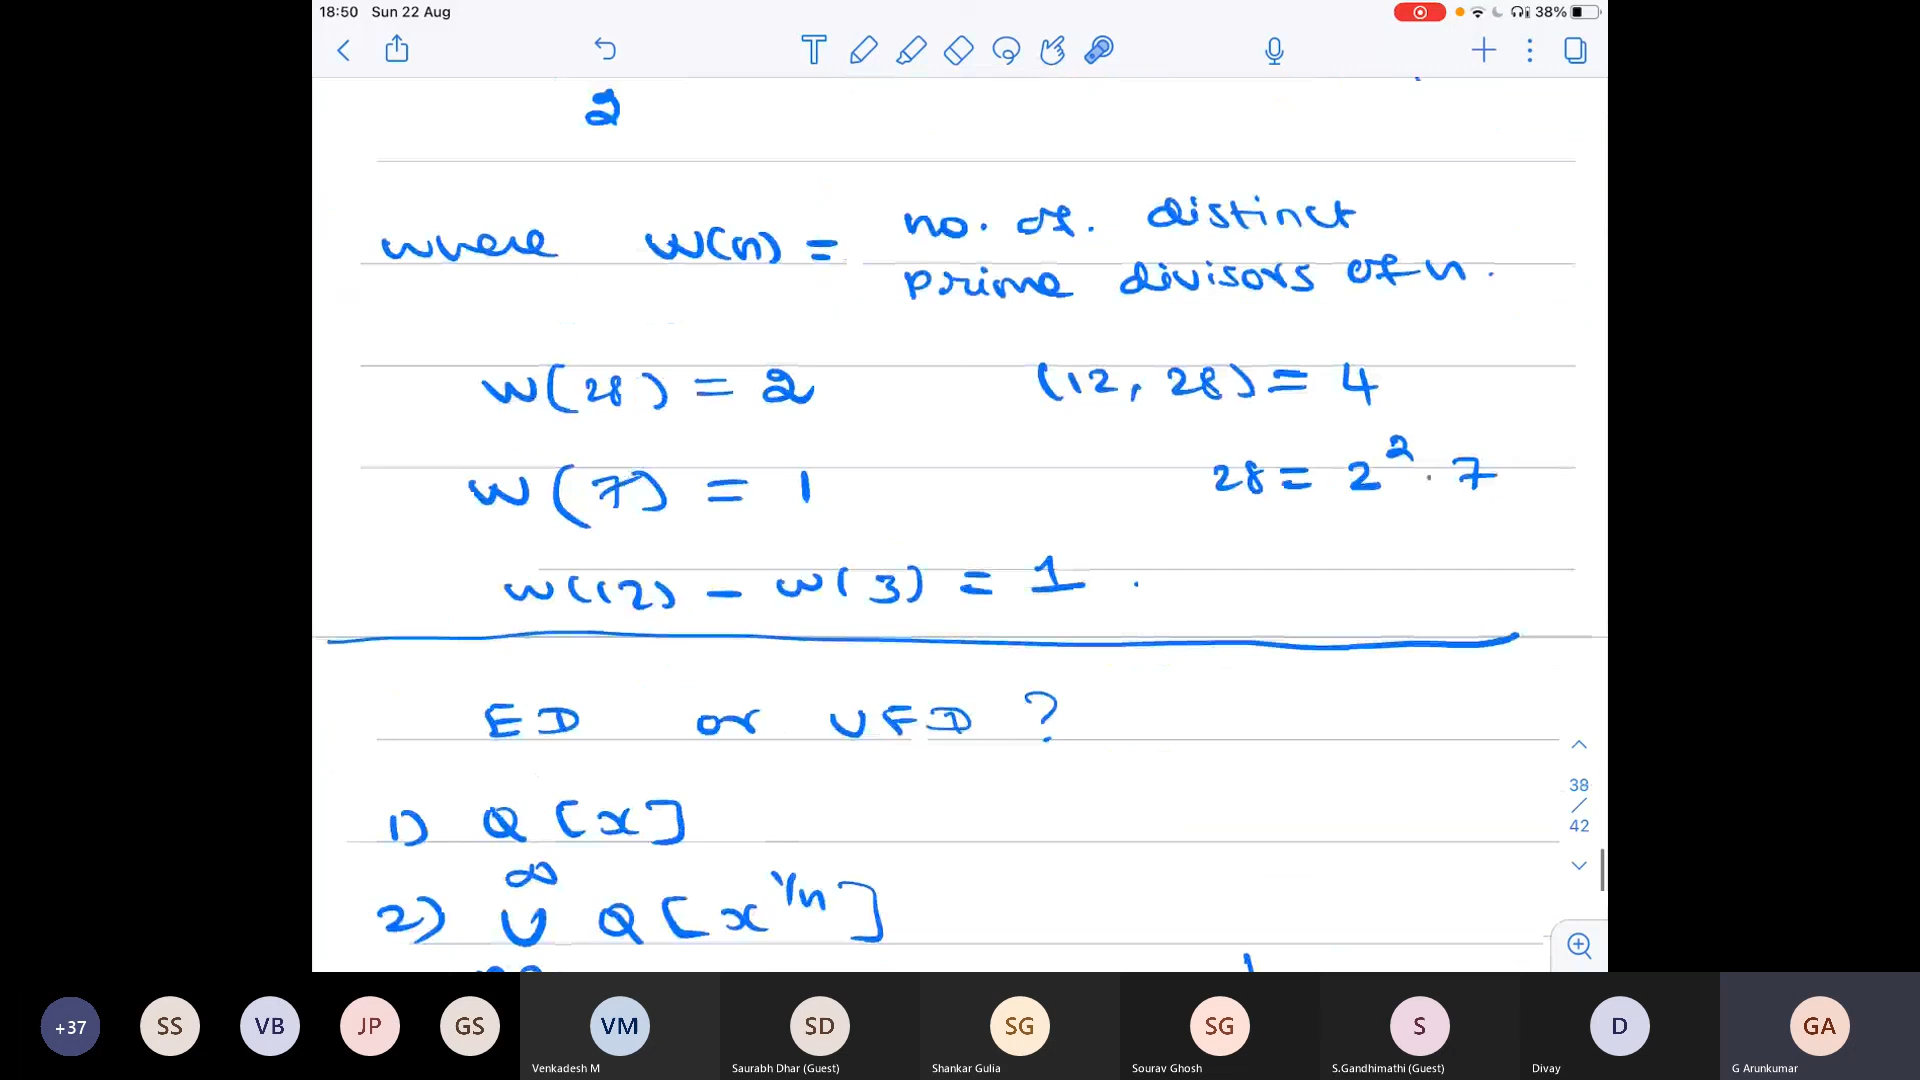 18:50 Sun 22 Aug 38%
T
2
where w(n) = no. of. distinct
prime divisors of n.
w(28) = 2 (12, 28) = 4
w(7) = 1 28 = 2² · 7
w(12) - w(3) = 1 .
ED or UFD ?
1) Q[x]
38
42
∞
2) ∪ Q[x^{1/n}]
+37 SS VB JP GS VM SD SG SG S D GA
Venkadesh M Saurabh Dhar (Guest) Shankar Gulia Sourav Ghosh S.Gandhimathi (Guest) Divay G Arunkumar